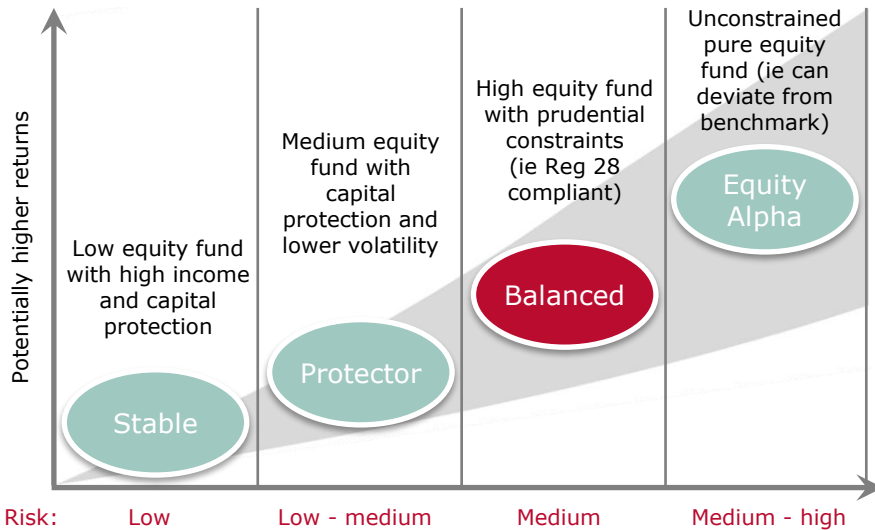 Potentially higher returns
Low equity fund
with high income
and capital
protection
Stable
Medium equity
fund with
capital
protection and
lower volatility
Protector
High equity fund
with prudential
constraints
(ie Reg 28
compliant)
Balanced
Unconstrained
pure equity
fund (ie can
deviate from
benchmark)
Equity
Alpha
Risk: Low Low - medium Medium Medium - high